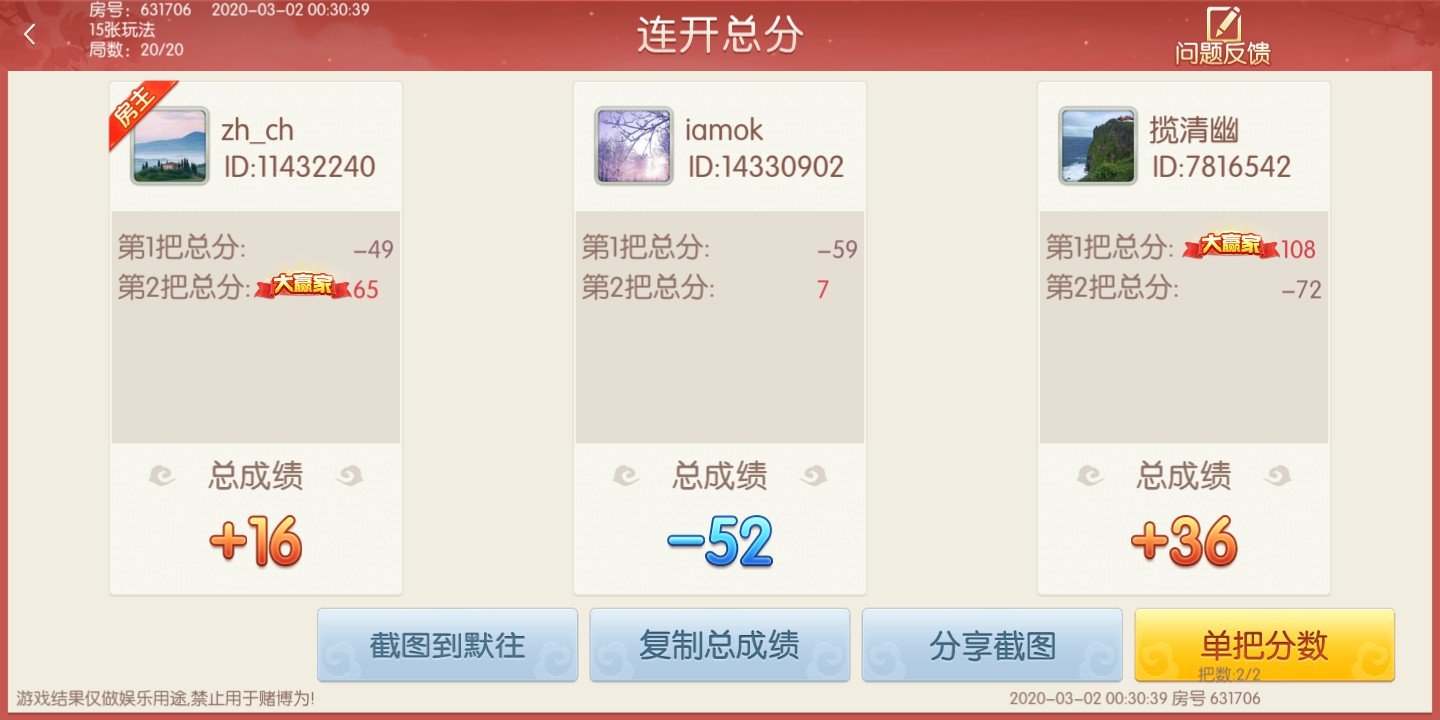 房号：631706 2020-03-02 00:30:39
15张玩法
局数：20/20
连开总分
问题反馈
房主
zh_ch
ID:11432240
第1把总分: -49
第2把总分: 大赢家 65
总成绩
+16
iamok
ID:14330902
第1把总分: -59
第2把总分: 7
总成绩
-52
揽清幽
ID:7816542
第1把总分: 大赢家 108
第2把总分: -72
总成绩
+36
截图到默往
复制总成绩
分享截图
单把分数
把数:2/2
游戏结果仅做娱乐用途,禁止用于赌博为!
2020-03-02 00:30:39 房号 631706